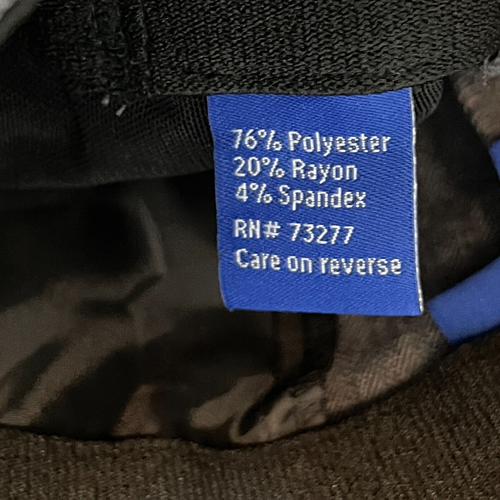 76% Polyester
20% Rayon
4% Spandex
RN# 73277
Care on reverse